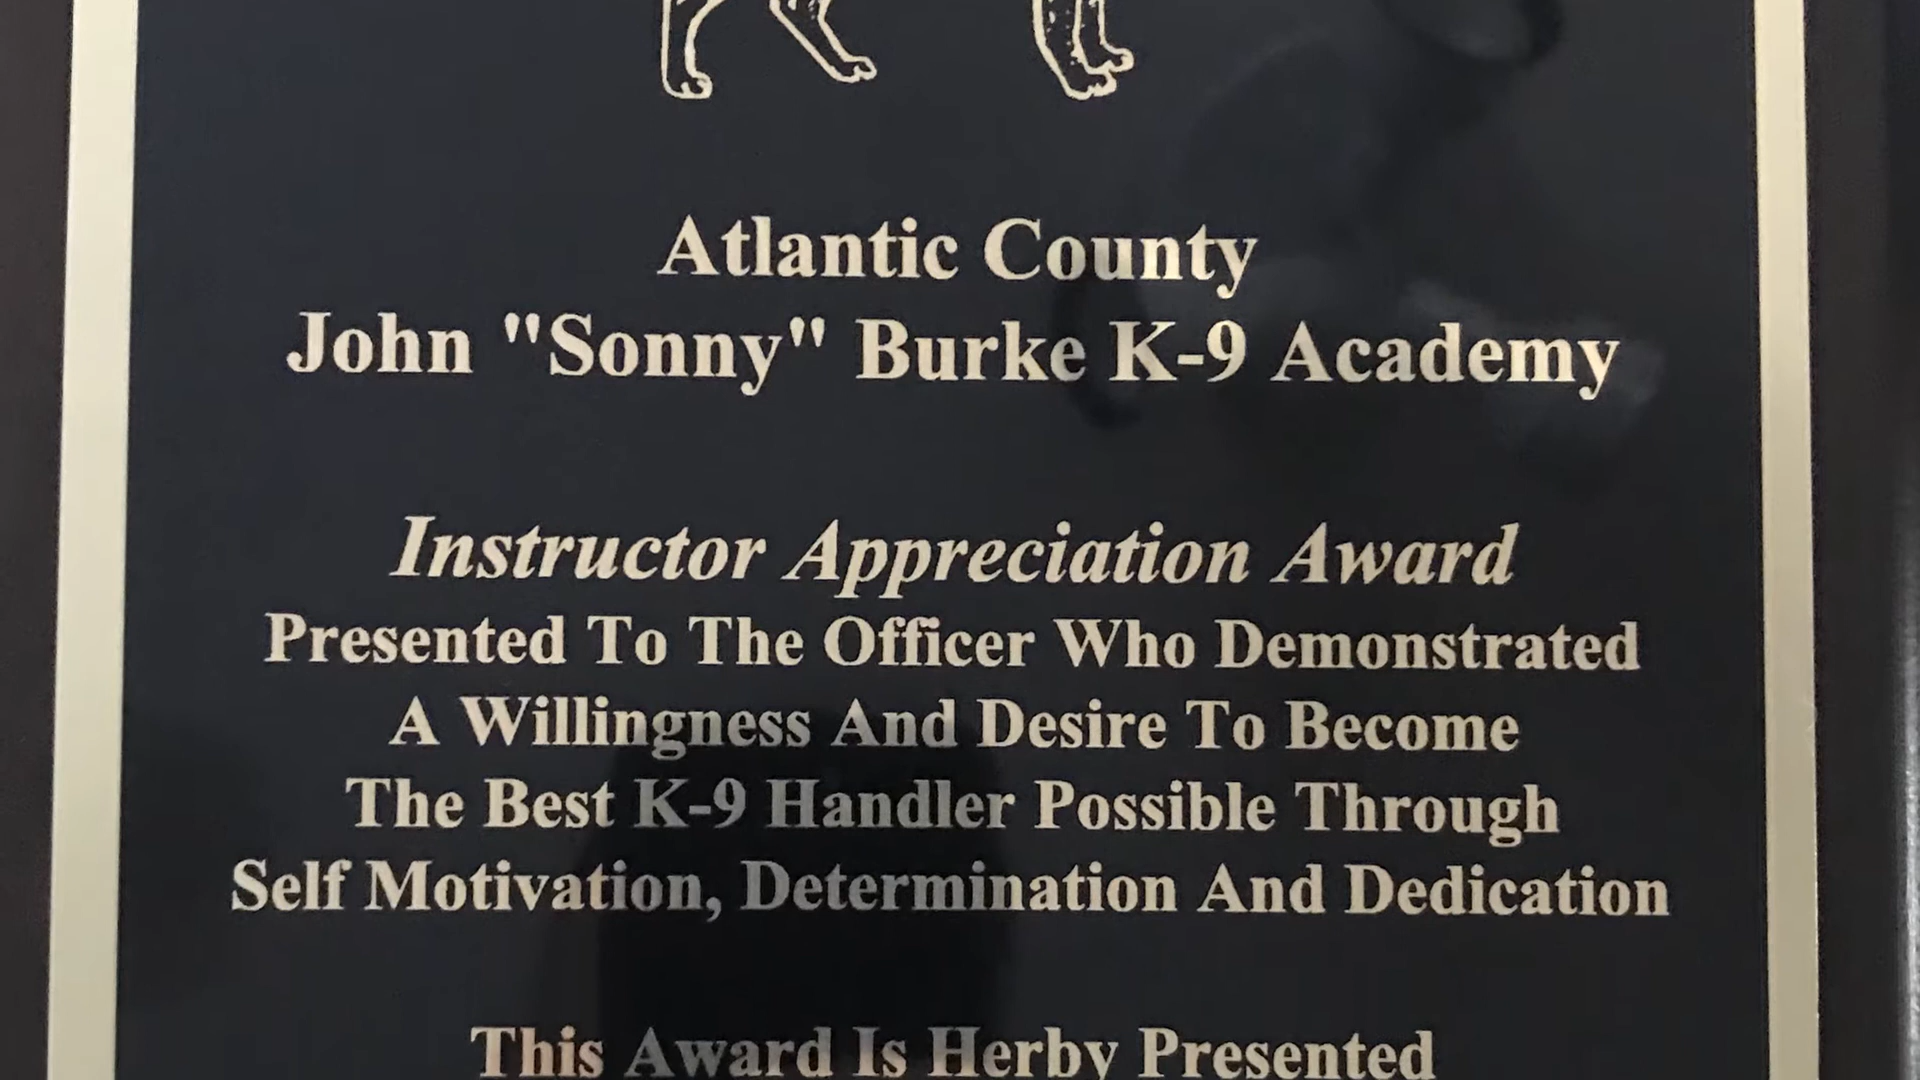 Atlantic County
John "Sonny" Burke K-9 Academy
Instructor Appreciation Award
Presented To The Officer Who Demonstrated
A Willingness And Desire To Become
The Best K-9 Handler Possible Through
Self Motivation, Determination And Dedication
This Award Is Herby Presented